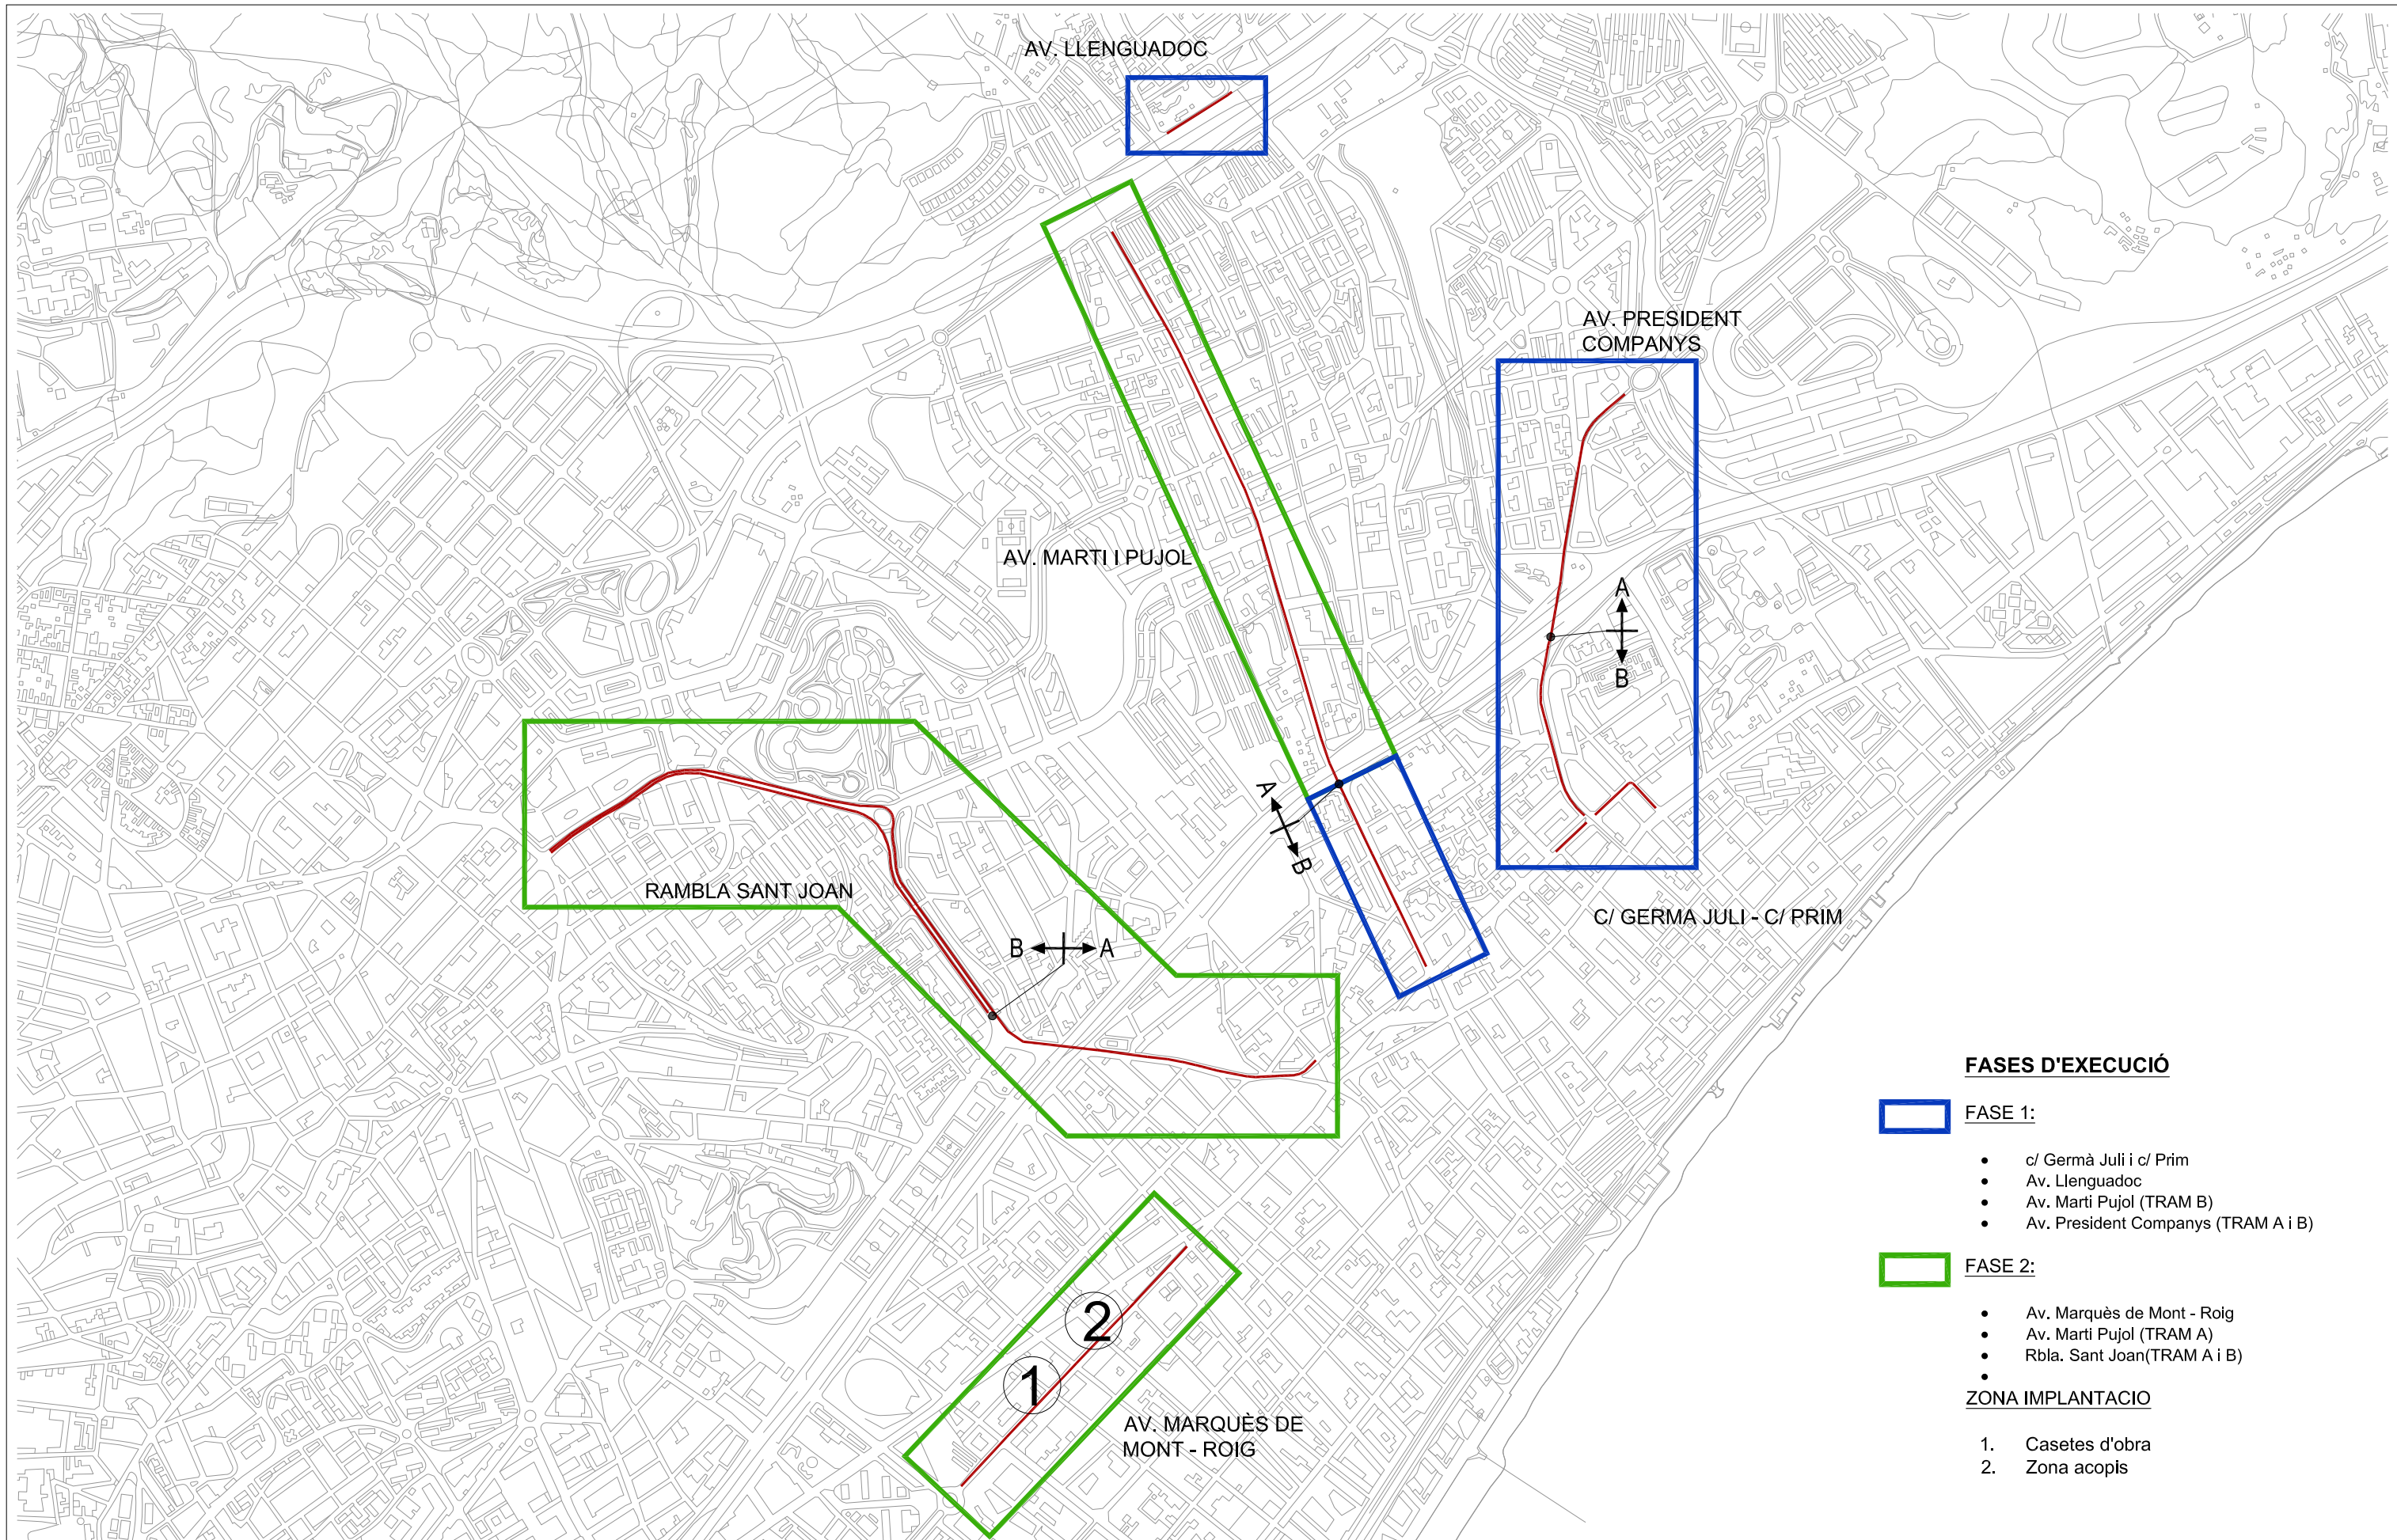 AV. LLENGUADOC
AV. PRESIDENT
COMPANYS
AV. MARTI I PUJOL
A
B
A
B
RAMBLA SANT JOAN
B
A
C/ GERMA JULI - C/ PRIM
2
1
AV. MARQUÈS DE
MONT - ROIG
FASES D'EXECUCIÓ
FASE 1:
• c/ Germà Juli i c/ Prim
• Av. Llenguadoc
• Av. Marti Pujol (TRAM B)
• Av. President Companys (TRAM A i B)
FASE 2:
• Av. Marquès de Mont - Roig
• Av. Marti Pujol (TRAM A)
• Rbla. Sant Joan(TRAM A i B)
•
ZONA IMPLANTACIO
1. Casetes d'obra
2. Zona acopis